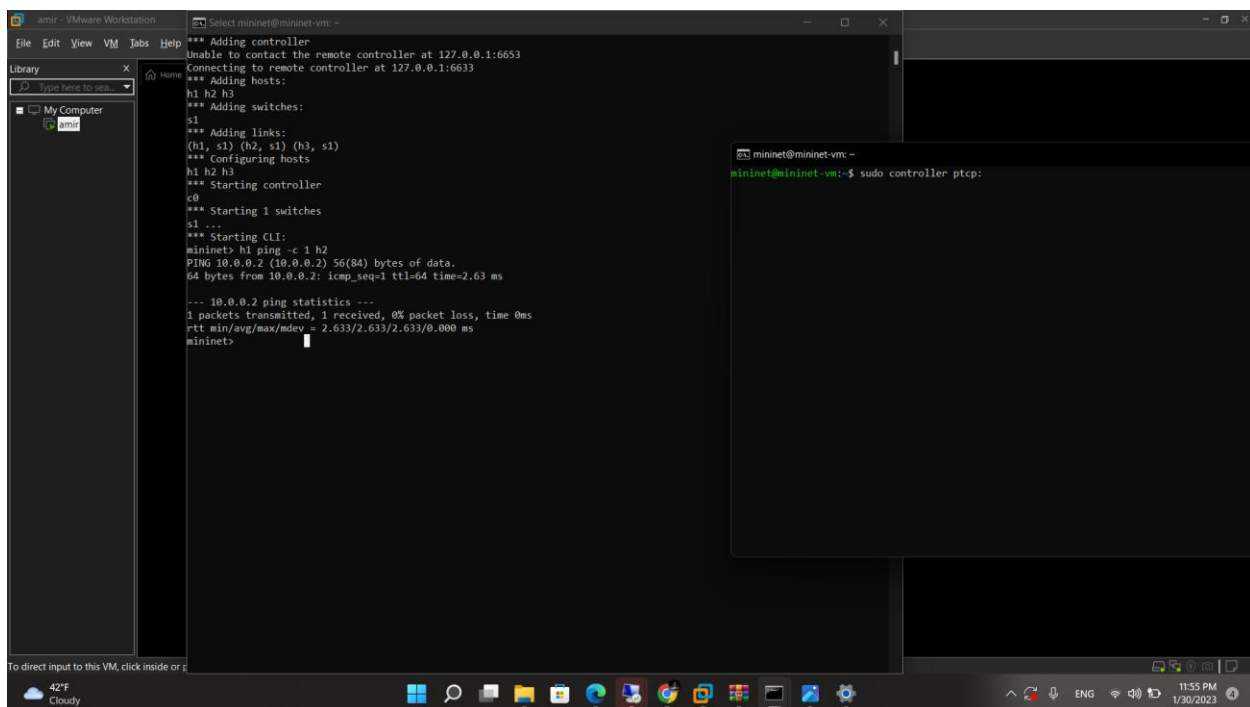 amir - VMware Workstation
File Edit View VM Tabs Help
Library
Type here to sea...
My Computer
amir
Home
Select mininet@mininet-vm: ~
*** Adding controller
Unable to contact the remote controller at 127.0.0.1:6653
Connecting to remote controller at 127.0.0.1:6633
*** Adding hosts:
h1 h2 h3
*** Adding switches:
s1
*** Adding links:
(h1, s1) (h2, s1) (h3, s1)
*** Configuring hosts
h1 h2 h3
*** Starting controller
c0
*** Starting 1 switches
s1 ...
*** Starting CLI:
mininet> h1 ping -c 1 h2
PING 10.0.0.2 (10.0.0.2) 56(84) bytes of data.
64 bytes from 10.0.0.2: icmp_seq=1 ttl=64 time=2.63 ms
--- 10.0.0.2 ping statistics ---
1 packets transmitted, 1 received, 0% packet loss, time 0ms
rtt min/avg/max/mdev = 2.633/2.633/2.633/0.000 ms
mininet>
mininet@mininet-vm: ~
mininet@mininet-vm:~$ sudo controller ptcp:
To direct input to this VM, click inside or p
42°F
Cloudy
ENG
11:55 PM
1/30/2023
4